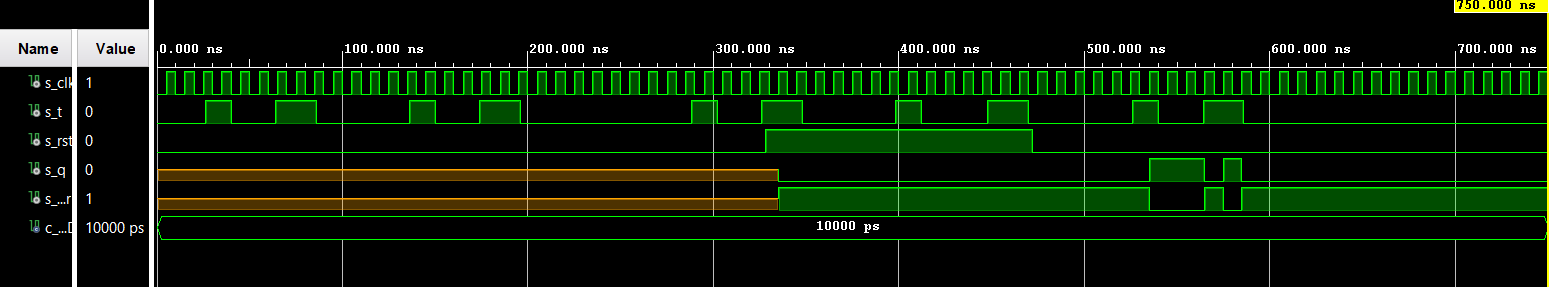 750.000 ns
Name Value 0.000 ns 100.000 ns 200.000 ns 300.000 ns 400.000 ns 500.000 ns 600.000 ns 700.000 ns
s_clk 1
s_t 0
s_rst 0
s_q 0
s_...r 1
c_...D 10000 ps 10000 ps